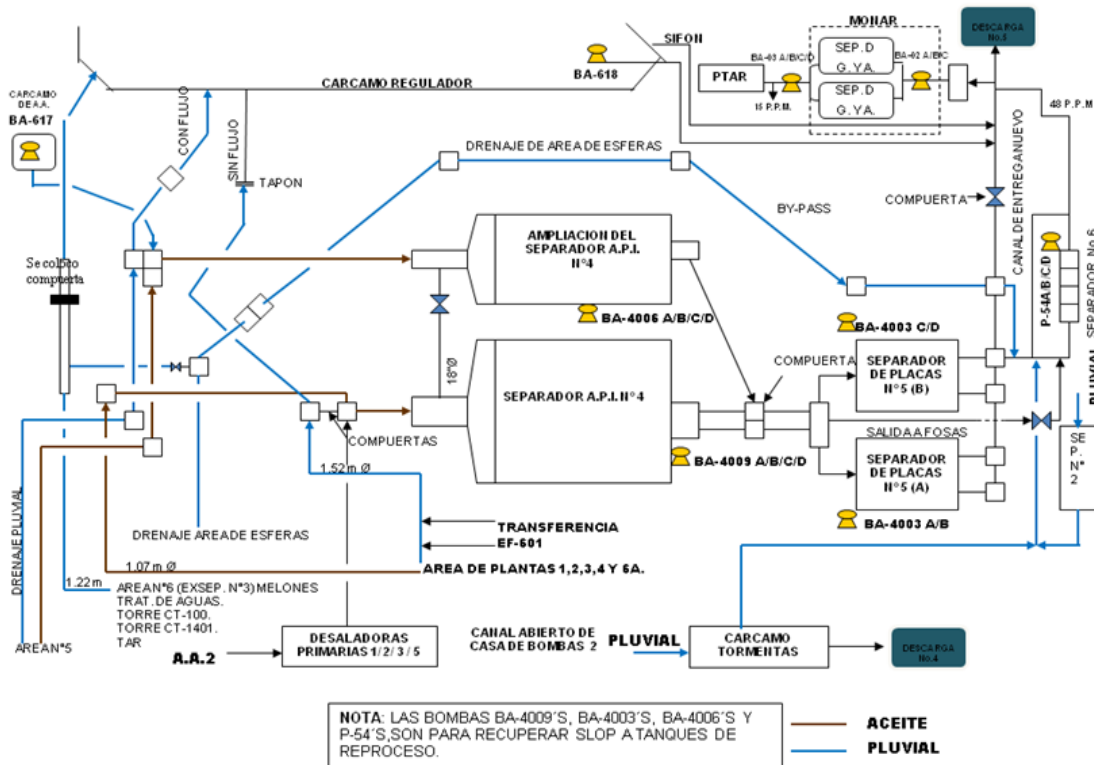 MONAR
DESCARGA
No.5
SIFON
BA-03 A/B/C/D
SEP. D
G. Y A.
BA-02 A/B/C
BA-618
PTAR
SEP. D
G. Y A.
15 P.P.M.
48 P.P.M
CARCAMO REGULADOR
CARCAMO
DE A.A.
BA-617
CON FLUJO
SIN FLUJO
TAPON
DRENAJE DE AREA DE ESFERAS
COMPUERTA
BY-PASS
CANAL DE ENTREGA NUEVO
Se coloco
compuerta
AMPLIACION DEL
SEPARADOR A.P.I.
N°4
BA-4006 A/B/C/D
P-54A/B/C/D
SEPARADOR No.6
BA-4003 C/D
18"Ø
SEPARADOR A.P.I. N°4
COMPUERTA
SEPARADOR
DE PLACAS
N°5 (B)
PLUVIAL
COMPUERTAS
SALIDA A FOSAS
1.52 m Ø
BA-4009 A/B/C/D
SEPARADOR
DE PLACAS
N°5 (A)
SE
P. N°
2
BA-4003 A/B
DRENAJE PLUVIAL
DRENAJE AREA DE ESFERAS
TRANSFERENCIA
EF-601
1.07 m Ø
AREA DE PLANTAS 1,2,3,4 Y 6A.
1.22 m
AREA N°6 (EXSEP. N°3) MELONES
TRAT. DE AGUAS.
TORRE CT-100.
TORRE CT-1401.
TAR
AREA N°5
A.A.2
DESALADORAS
PRIMARIAS 1/ 2/ 3 / 5
CANAL ABIERTO DE
CASA DE BOMBAS 2
PLUVIAL
CARCAMO
TORMENTAS
DESCARGA
No.4
NOTA: LAS BOMBAS BA-4009´S, BA-4003´S, BA-4006´S Y
P-54´S,SON PARA RECUPERAR SLOP A TANQUES DE
REPROCESO.
ACEITE
PLUVIAL